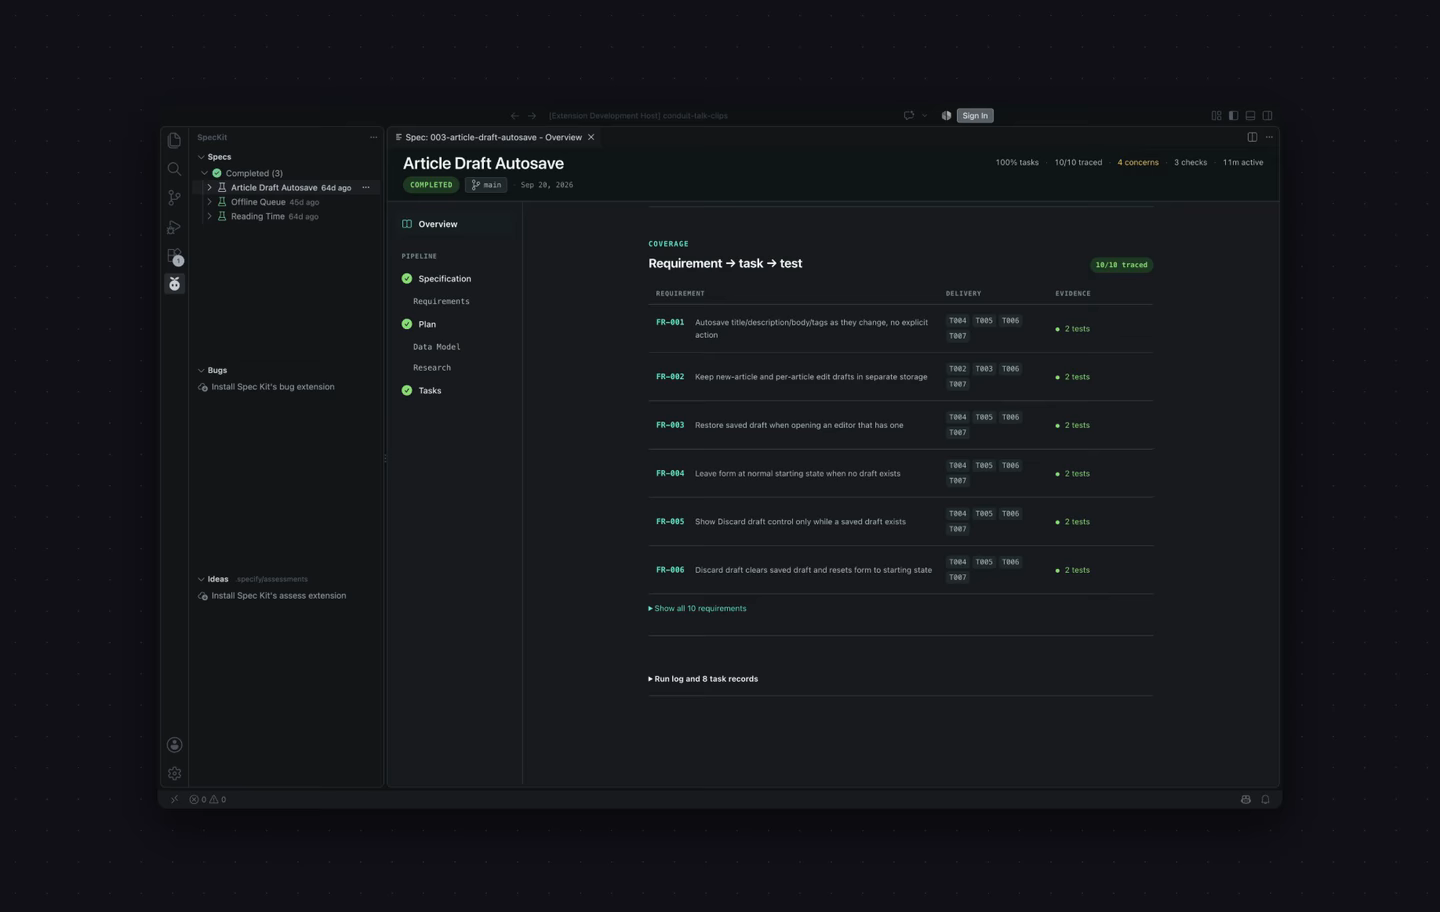 [Extension Development Host] conduit-talk-clips
Sign In
SpecKit
Specs
Completed (3)
Article Draft Autosave 64d ago
Offline Queue 45d ago
Reading Time 64d ago
1
Bugs
Install Spec Kit's bug extension
Ideas .specify/assessments
Install Spec Kit's assess extension
Spec: 003-article-draft-autosave - Overview
Article Draft Autosave
100% tasks · 10/10 traced · 4 concerns · 3 checks · 11m active
COMPLETED main · Sep 20, 2026
Overview
PIPELINE
Specification
Requirements
Plan
Data Model
Research
Tasks
COVERAGE
Requirement → task → test
10/10 traced
REQUIREMENT DELIVERY EVIDENCE
FR-001 Autosave title/description/body/tags as they change, no explicit action T004 T005 T006 T007 2 tests
FR-002 Keep new-article and per-article edit drafts in separate storage T002 T003 T006 T007 2 tests
FR-003 Restore saved draft when opening an editor that has one T004 T005 T006 T007 2 tests
FR-004 Leave form at normal starting state when no draft exists T004 T005 T006 T007 2 tests
FR-005 Show Discard draft control only while a saved draft exists T004 T005 T006 T007 2 tests
FR-006 Discard draft clears saved draft and resets form to starting state T004 T005 T006 T007 2 tests
Show all 10 requirements
Run log and 8 task records
0 0